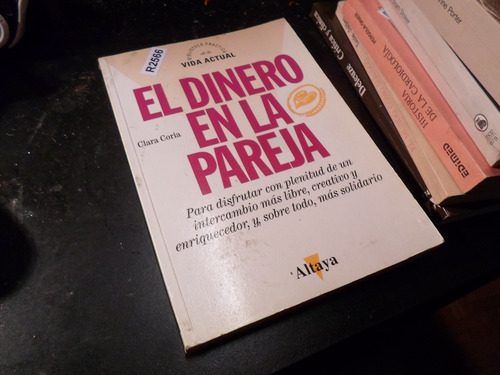 R2566
VIDA ACTUAL
EL DINERO
EN LA
PAREJA
Clara Coria
Para disfrutar con plenitud de un
intercambio más libre, creativo y
enriquecedor, y, sobre todo, más solidario
Altaya
HISTORIA
DE LA CARDIOLOGÍA
EDIMED
Porter